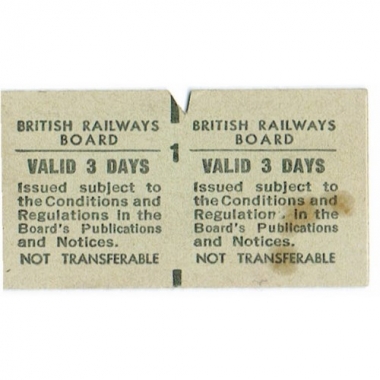 BRITISH RAILWAYS
BOARD
VALID 3 DAYS
Issued subject to
the Conditions and
Regulations in the
Board's Publications
and Notices.
NOT TRANSFERABLE
1
BRITISH RAILWAYS
BOARD
VALID 3 DAYS
Issued subject to
the Conditions and
Regulation in the
Board's Publications
and Notices.
NOT TRANSFERABLE